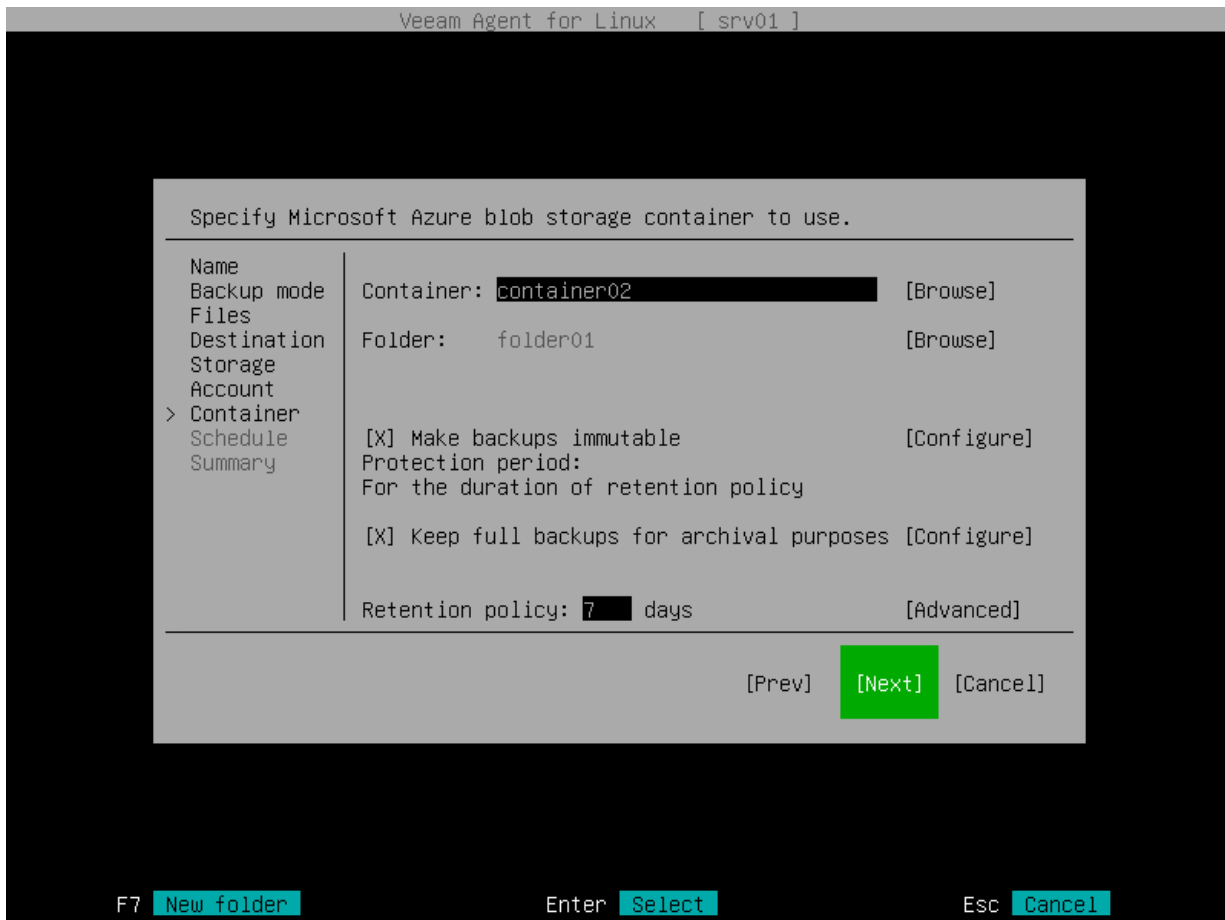 Veeam Agent for Linux [ srv01 ]
Specify Microsoft Azure blob storage container to use.
Name
Backup mode
Files
Destination
Storage
Account
> Container
Schedule
Summary
Container: container02 [Browse]
Folder: folder01 [Browse]
[X] Make backups immutable [Configure]
Protection period:
For the duration of retention policy
[X] Keep full backups for archival purposes [Configure]
Retention policy: 7 days [Advanced]
[Prev] [Next] [Cancel]
F7 New folder Enter Select Esc Cancel